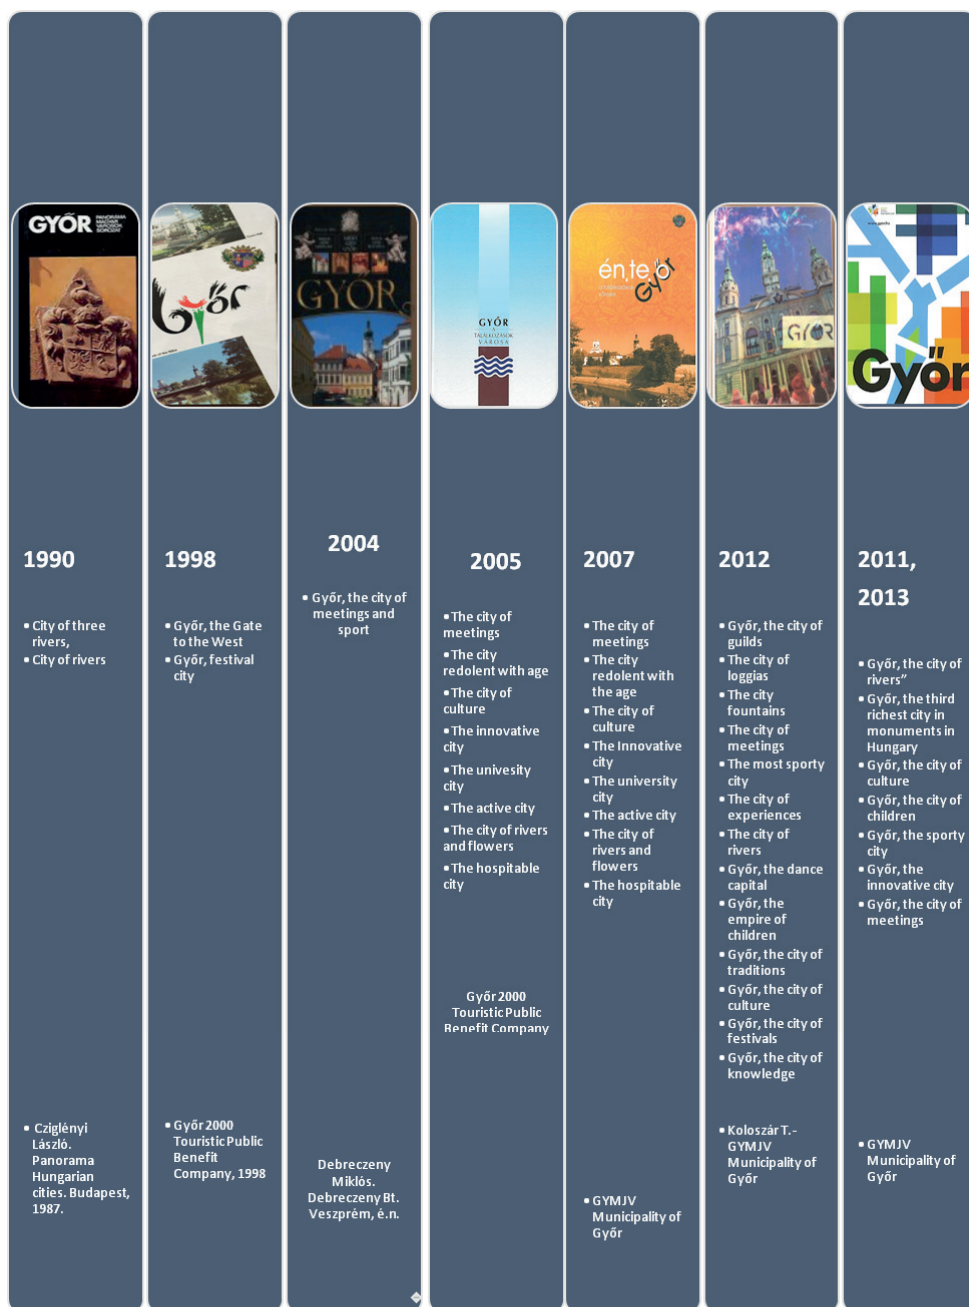 GYŐR
PANORÁMA
MAGYAR
VÁROSOK
SOROZAT
1990
• City of three
rivers,
• City of rivers
• Cziglényi
László.
Panorama
Hungarian
cities. Budapest,
1987.
Győr
1998
• Győr, the Gate
to the West
• Győr, festival
city
• Győr 2000
Touristic Public
Benefit
Company, 1998
GYŐR
2004
• Győr, the city of
meetings and
sport
Debreczeny
Miklós.
Debreczeny Bt.
Veszprém, é.n.
GYŐR
A
TALÁLKOZÁSOK
VÁROSA
2005
• The city of
meetings
• The city
redolent with age
• The city of
culture
• The innovative
city
• The univesity
city
• The active city
• The city of rivers
and flowers
• The hospitable
city
Győr 2000
Touristic Public
Benefit Company
én,te,ő
Győr
2007
• The city of
meetings
• The city
redolent with
the age
• The city of
culture
• The Innovative
city
• The university
city
• The active city
• The city of
rivers and
flowers
• The hospitable
city
• GYMJV
Municipality of
Győr
GYŐR
2012
• Győr, the city of
guilds
• The city of
loggias
• The city
fountains
• The city of
meetings
• The most sporty
city
• The city of
experiences
• The city of
rivers
• Győr, the dance
capital
• Győr, the
empire of
children
• Győr, the city of
traditions
• Győr, the city of
culture
• Győr, the city of
festivals
• Győr, the city of
knowledge
• Koloszár T.-
GYMJV
Municipality of
Győr
Győr
2011,
2013
• Győr, the city of
rivers”
• Győr, the third
richest city in
monuments in
Hungary
• Győr, the city of
culture
• Győr, the city of
children
• Győr, the sporty
city
• Győr, the
innovative city
• Győr, the city of
meetings
• GYMJV
Municipality of
Győr